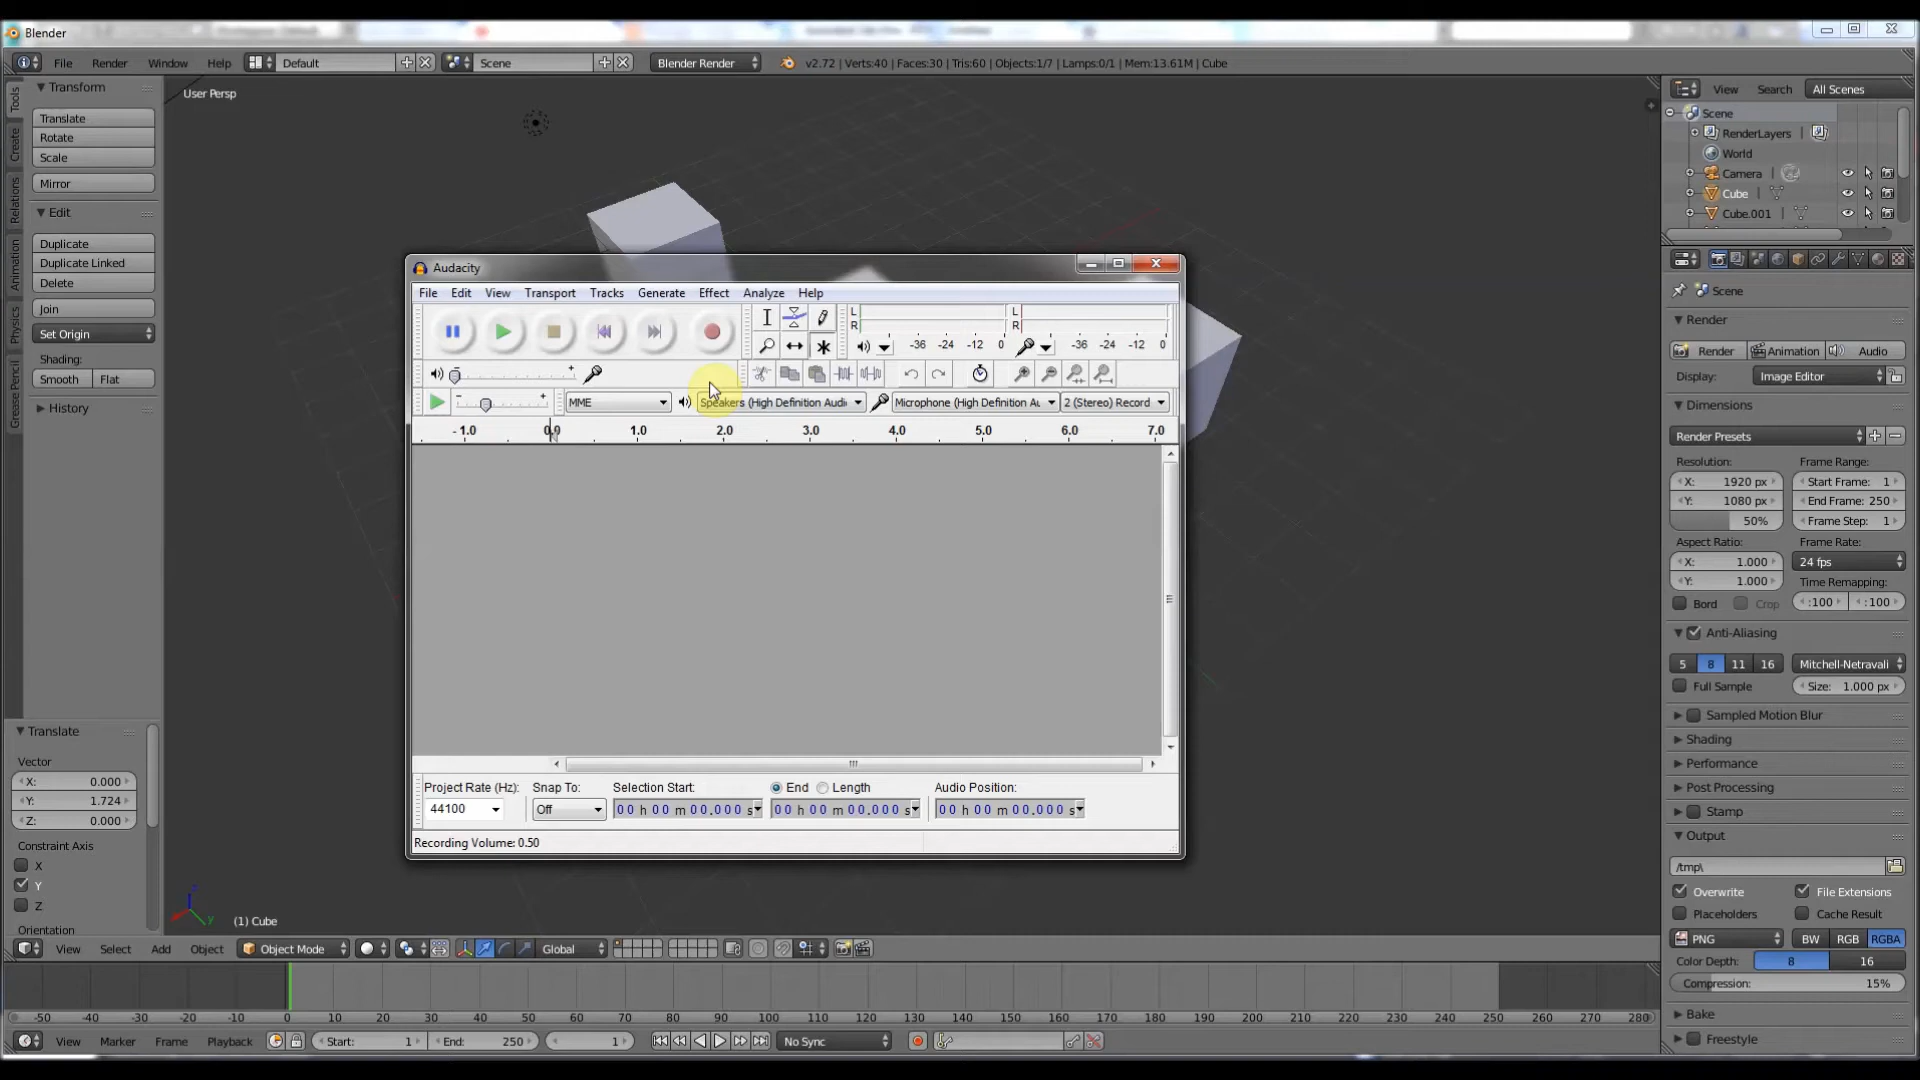 Blender
File Render Window Help Default Scene Blender Render v2.72 | Verts:40 | Faces:30 | Tris:60 | Objects:1/7 | Lamps:0/1 | Mem:13.61M | Cube
Tools
Create
Relations
Animation
Physics
Grease Pencil
Transform
Translate
Rotate
Scale
Mirror
Edit
Duplicate
Duplicate Linked
Delete
Join
Set Origin
Shading:
Smooth Flat
History
Translate
Vector
X: 0.000
Y: 1.724
Z: 0.000
Constraint Axis
X
Y
Z
Orientation
User Persp
(1) Cube
Audacity
File Edit View Transport Tracks Generate Effect Analyze Help
L
R
-36 -24 -12 0
L
R
-36 -24 -12 0
MME Speakers (High Definition Audi Microphone (High Definition Au 2 (Stereo) Record
-1.0 0.0 1.0 2.0 3.0 4.0 5.0 6.0 7.0
Project Rate (Hz): Snap To: Selection Start: End Length Audio Position:
44100 Off 00 h 00 m 00.000 s 00 h 00 m 00.000 s 00 h 00 m 00.000 s
Recording Volume: 0.50
View Search All Scenes
Scene
RenderLayers
World
Camera
Cube
Cube.001
Scene
Render
Render Animation Audio
Display: Image Editor
Dimensions
Render Presets
Resolution: Frame Range:
X: 1920 px Start Frame: 1
Y: 1080 px End Frame: 250
50% Frame Step: 1
Aspect Ratio: Frame Rate:
X: 1.000 24 fps
Y: 1.000 Time Remapping:
Bord Crop :100 :100
Anti-Aliasing
5 8 11 16 Mitchell-Netravali
Full Sample Size: 1.000 px
Sampled Motion Blur
Shading
Performance
Post Processing
Stamp
Output
/tmp\
Overwrite File Extensions
Placeholders Cache Result
PNG BW RGB RGBA
Color Depth: 8 16
Compression: 15%
Bake
Freestyle
View Select Add Object Object Mode Global
-50 -40 -30 -20 -10 0 10 20 30 40 50 60 70 80 90 100 110 120 130 140 150 160 170 180 190 200 210 220 230 240 250 260 270 280
View Marker Frame Playback Start: 1 End: 250 1 No Sync